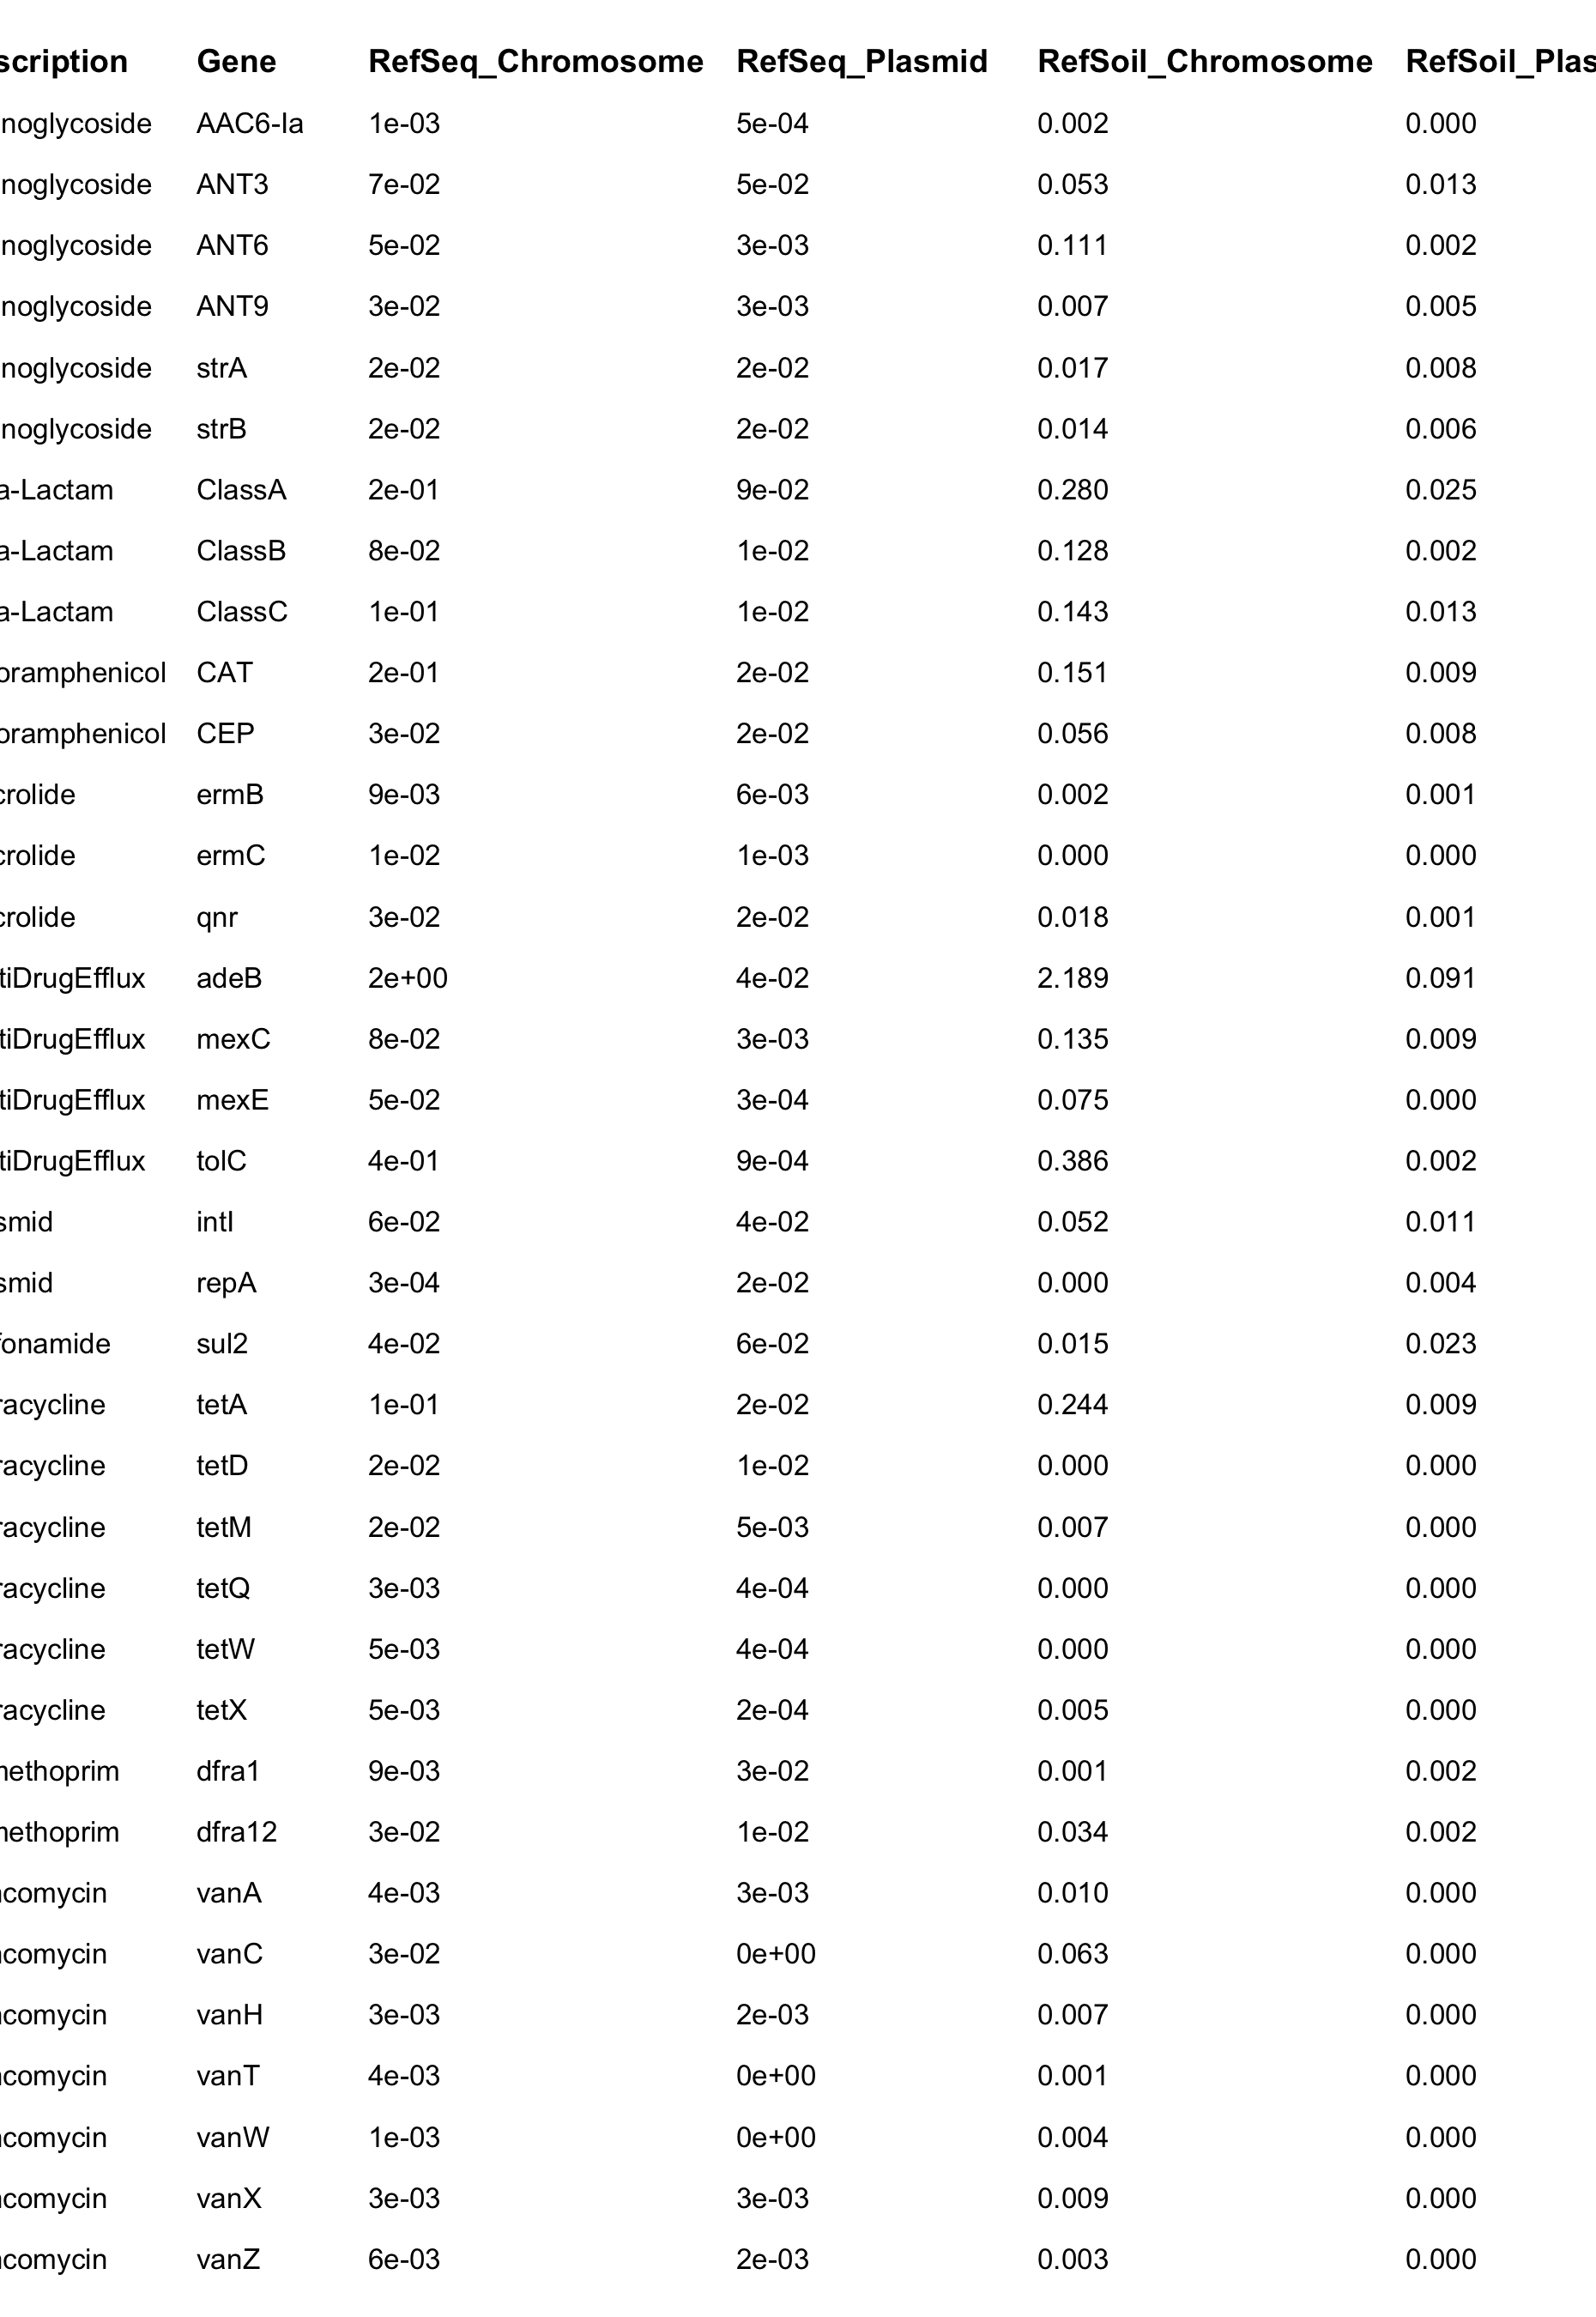 scription Gene RefSeq_Chromosome RefSeq_Plasmid RefSoil_Chromosome RefSoil_Plas
noglycoside AAC6-Ia 1e-03 5e-04 0.002 0.000
noglycoside ANT3 7e-02 5e-02 0.053 0.013
noglycoside ANT6 5e-02 3e-03 0.111 0.002
noglycoside ANT9 3e-02 3e-03 0.007 0.005
noglycoside strA 2e-02 2e-02 0.017 0.008
noglycoside strB 2e-02 2e-02 0.014 0.006
a-Lactam ClassA 2e-01 9e-02 0.280 0.025
a-Lactam ClassB 8e-02 1e-02 0.128 0.002
a-Lactam ClassC 1e-01 1e-02 0.143 0.013
oramphenicol CAT 2e-01 2e-02 0.151 0.009
oramphenicol CEP 3e-02 2e-02 0.056 0.008
crolide ermB 9e-03 6e-03 0.002 0.001
crolide ermC 1e-02 1e-03 0.000 0.000
crolide qnr 3e-02 2e-02 0.018 0.001
tiDrugEfflux adeB 2e+00 4e-02 2.189 0.091
tiDrugEfflux mexC 8e-02 3e-03 0.135 0.009
tiDrugEfflux mexE 5e-02 3e-04 0.075 0.000
tiDrugEfflux tolC 4e-01 9e-04 0.386 0.002
smid intI 6e-02 4e-02 0.052 0.011
smid repA 3e-04 2e-02 0.000 0.004
fonamide sul2 4e-02 6e-02 0.015 0.023
racycline tetA 1e-01 2e-02 0.244 0.009
racycline tetD 2e-02 1e-02 0.000 0.000
racycline tetM 2e-02 5e-03 0.007 0.000
racycline tetQ 3e-03 4e-04 0.000 0.000
racycline tetW 5e-03 4e-04 0.000 0.000
racycline tetX 5e-03 2e-04 0.005 0.000
nethoprim dfra1 9e-03 3e-02 0.001 0.002
nethoprim dfra12 3e-02 1e-02 0.034 0.002
comycin vanA 4e-03 3e-03 0.010 0.000
comycin vanC 3e-02 0e+00 0.063 0.000
comycin vanH 3e-03 2e-03 0.007 0.000
comycin vanT 4e-03 0e+00 0.001 0.000
comycin vanW 1e-03 0e+00 0.004 0.000
comycin vanX 3e-03 3e-03 0.009 0.000
comycin vanZ 6e-03 2e-03 0.003 0.000